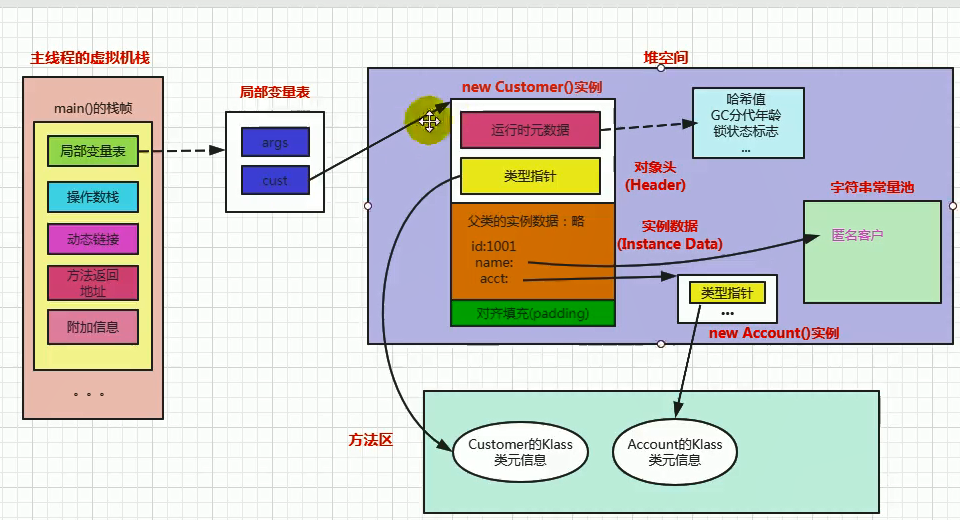 主线程的虚拟机栈
main()的栈帧
局部变量表
操作数栈
动态链接
方法返回
地址
附加信息
。。。
局部变量表
args
cust
堆空间
new Customer()实例
运行时元数据
类型指针
对象头
(Header)
哈希值
GC分代年龄
锁状态标志
...
父类的实例数据：略
id:1001
name:
acct:
实例数据
(Instance Data)
对齐填充(padding)
字符串常量池
匿名客户
类型指针
...
new Account()实例
方法区
Customer的Klass
类元信息
Account的Klass
类元信息